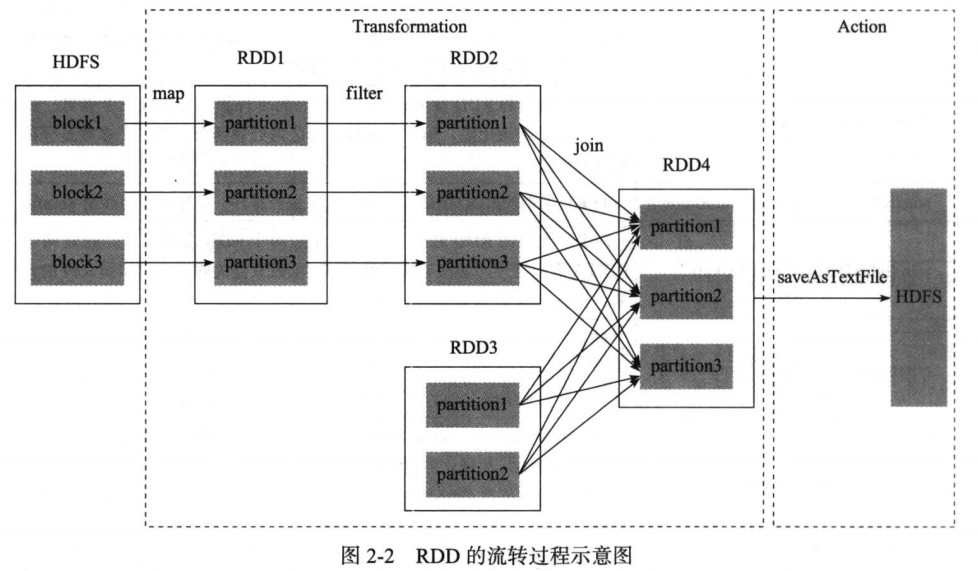 Transformation
Action
HDFS
RDD1
RDD2
map
filter
block1
partition1
partition1
join
RDD4
block2
partition2
partition2
partition1
block3
partition3
partition3
saveAsTextFile
partition2
HDFS
RDD3
partition3
partition1
partition2
图 2-2 RDD 的流转过程示意图